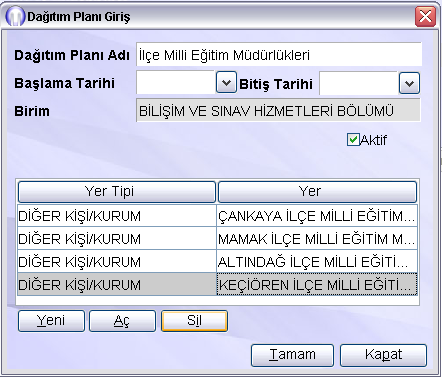 Dağıtım Planı Giriş
Dağıtım Planı Adı İlçe Milli Eğitim Müdürlükleri
Başlama Tarihi Bitiş Tarihi
Birim BİLİŞİM VE SINAV HİZMETLERİ BÖLÜMÜ
Aktif
Yer Tipi Yer
DİĞER KİŞİ/KURUM ÇANKAYA İLÇE MİLLİ EĞİTİM...
DİĞER KİŞİ/KURUM MAMAK İLÇE MİLLİ EĞİTİM M...
DİĞER KİŞİ/KURUM ALTINDAĞ İLÇE MİLLİ EĞİTİ...
DİĞER KİŞİ/KURUM KEÇİÖREN İLÇE MİLLİ EĞİTİ...
Yeni Aç Sil
Tamam Kapat